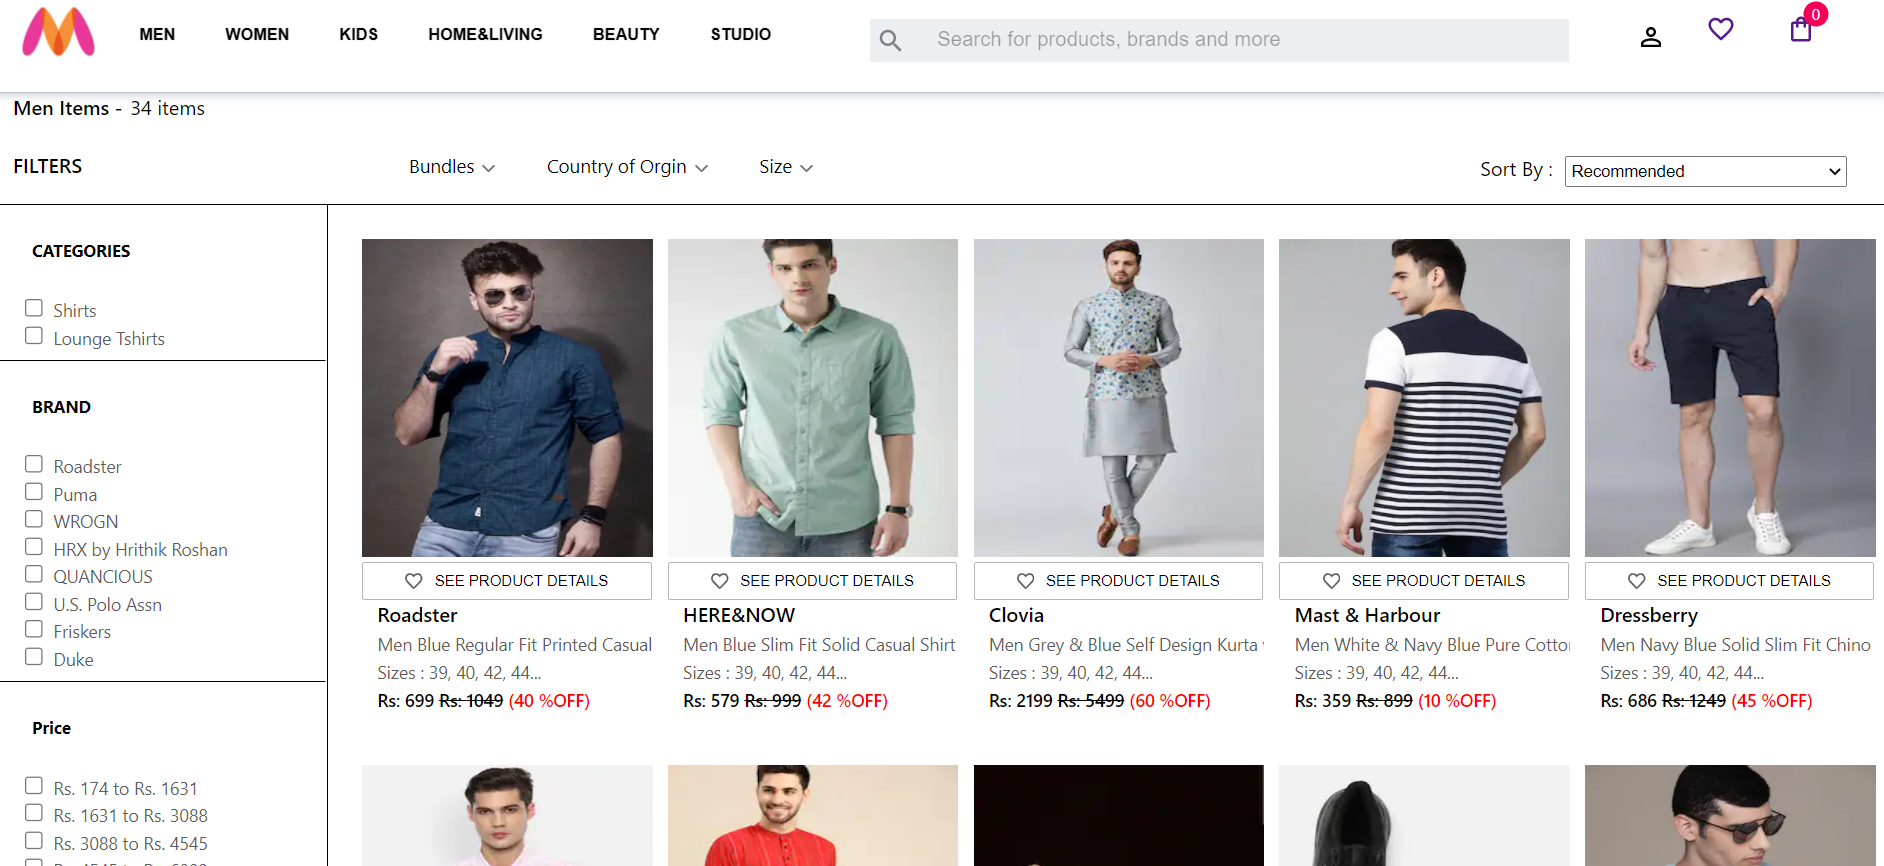 MEN WOMEN KIDS HOME&LIVING BEAUTY STUDIO Search for products, brands and more 0
Men Items - 34 items
FILTERS Bundles Country of Orgin Size Sort By : Recommended
CATEGORIES
Shirts
Lounge Tshirts
BRAND
Roadster
Puma
WROGN
HRX by Hrithik Roshan
QUANCIOUS
U.S. Polo Assn
Friskers
Duke
Price
Rs. 174 to Rs. 1631
Rs. 1631 to Rs. 3088
Rs. 3088 to Rs. 4545
SEE PRODUCT DETAILS
Roadster
Men Blue Regular Fit Printed Casual
Sizes : 39, 40, 42, 44...
Rs: 699 Rs: 1049 (40 %OFF)
SEE PRODUCT DETAILS
HERE&NOW
Men Blue Slim Fit Solid Casual Shirt
Sizes : 39, 40, 42, 44...
Rs: 579 Rs: 999 (42 %OFF)
SEE PRODUCT DETAILS
Clovia
Men Grey & Blue Self Design Kurta
Sizes : 39, 40, 42, 44...
Rs: 2199 Rs: 5499 (60 %OFF)
SEE PRODUCT DETAILS
Mast & Harbour
Men White & Navy Blue Pure Cotto
Sizes : 39, 40, 42, 44...
Rs: 359 Rs: 899 (10 %OFF)
SEE PRODUCT DETAILS
Dressberry
Men Navy Blue Solid Slim Fit Chino
Sizes : 39, 40, 42, 44...
Rs: 686 Rs: 1249 (45 %OFF)